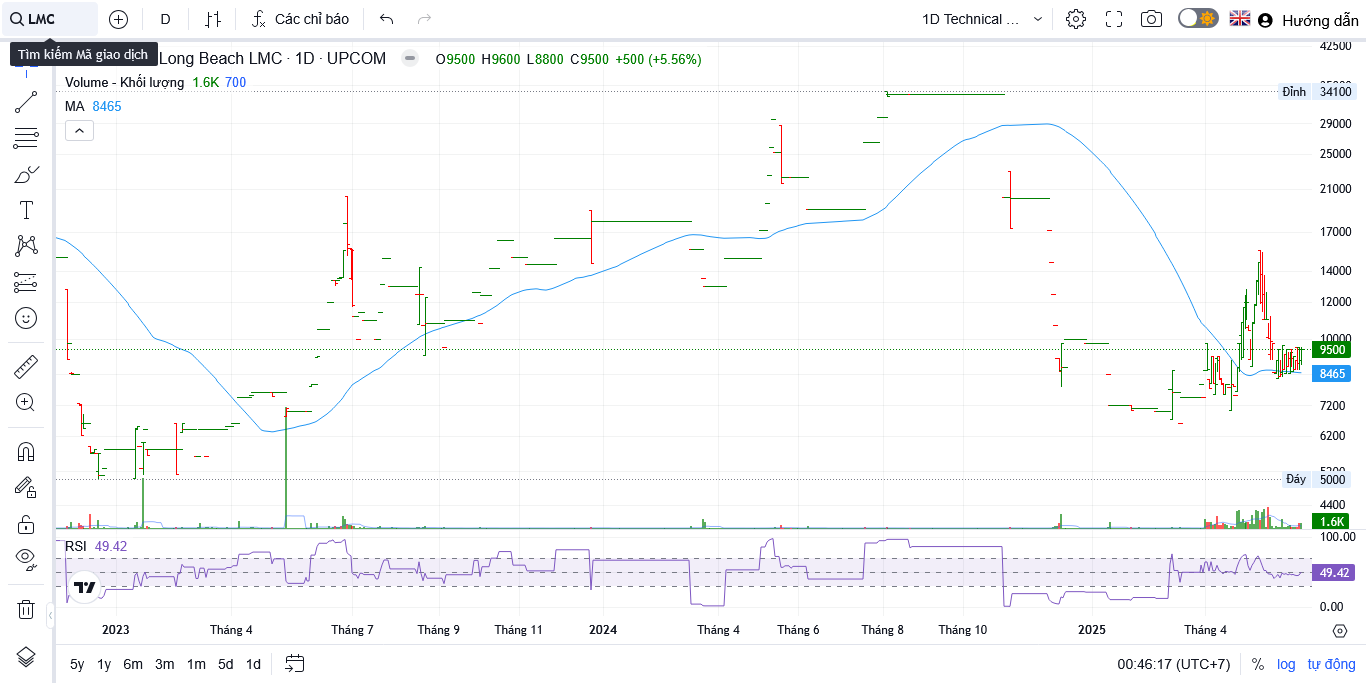 LMC
D
Các chỉ báo
1D Technical ...
Hướng dẫn
Tìm kiếm Mã giao dịch
Long Beach LMC · 1D · UPCOM
O9500 H9600 L8800 C9500 +500 (+5.56%)
Volume - Khối lượng 1.6K 700
MA 8465
42500
Đỉnh 34100
29000
25000
21000
17000
14000
12000
10000
9500
8465
7200
6200
5200
Đáy 5000
4400
1.6K
RSI 49.42
100.00
49.42
0.00
2023 Tháng 4 Tháng 7 Tháng 9 Tháng 11 2024 Tháng 4 Tháng 6 Tháng 8 Tháng 10 2025 Tháng 4
5y 1y 6m 3m 1m 5d 1d
00:46:17 (UTC+7) % log tự động